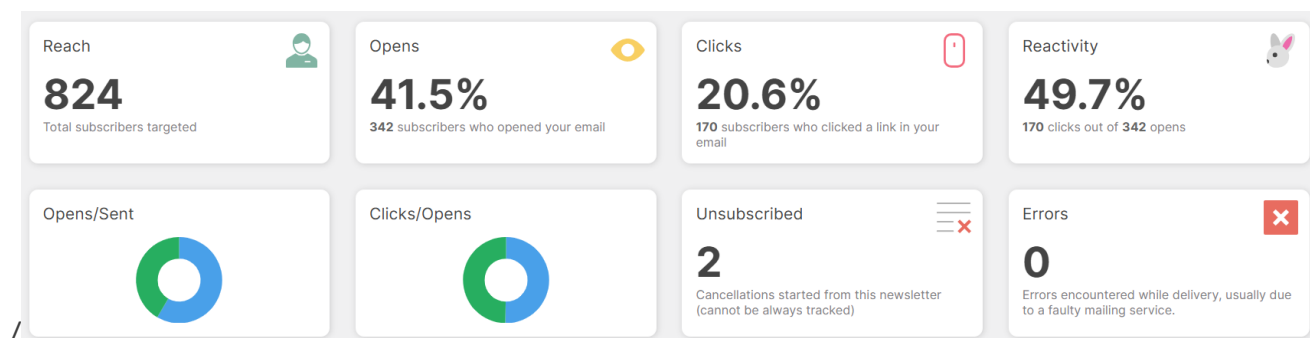 Reach
824
Total subscribers targeted
Opens
41.5%
342 subscribers who opened your email
Clicks
20.6%
170 subscribers who clicked a link in your
email
Reactivity
49.7%
170 clicks out of 342 opens
Opens/Sent
Clicks/Opens
Unsubscribed
2
Cancellations started from this newsletter
(cannot be always tracked)
Errors
0
Errors encountered while delivery, usually due
to a faulty mailing service.
/